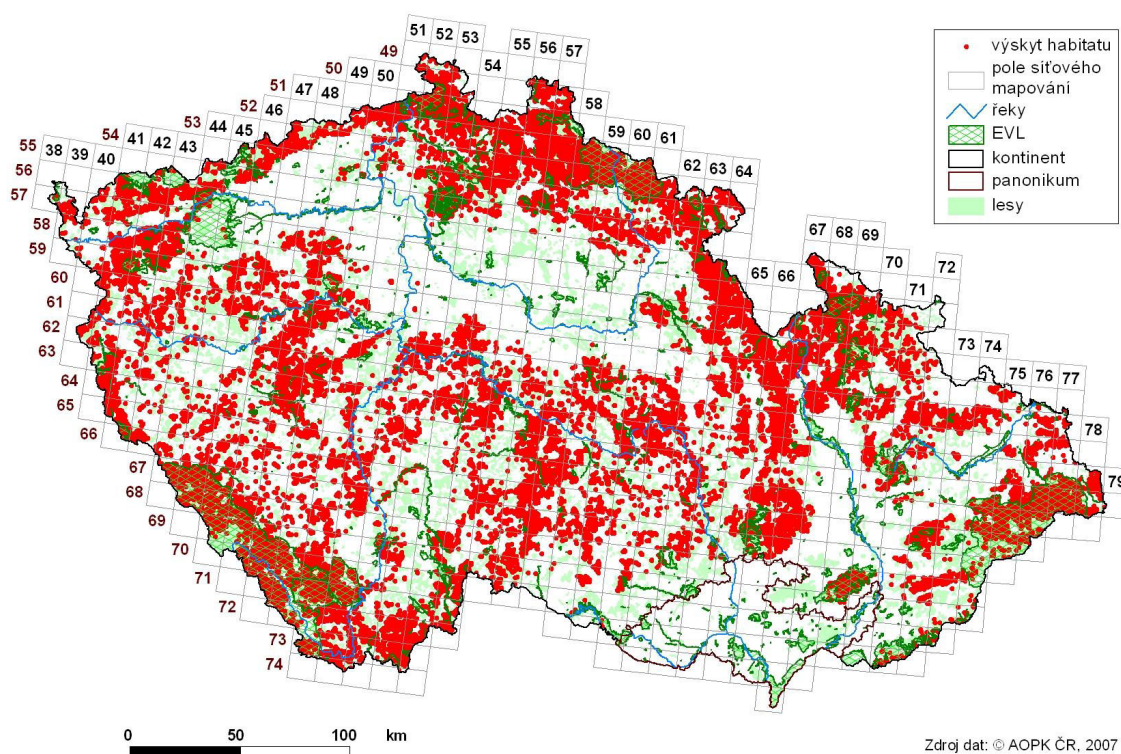 51 52 53
55 56 57
49
54
50 49 50
51 47 48
58
52 46
59 60 61
53 44 45
54 41 42 43
62 63 64
55 38 39 40
56
57
67 68 69
58
70 72
59
65 66
71
60
61
62
73 74
63
75 76 77
64
65
78
66
67
79
68
69
70
71
72
73
74
výskyt habitatu
pole síťového
mapování
řeky
EVL
kontinent
panonikum
lesy
0 50 100 km
Zdroj dat: © AOPK ČR, 2007